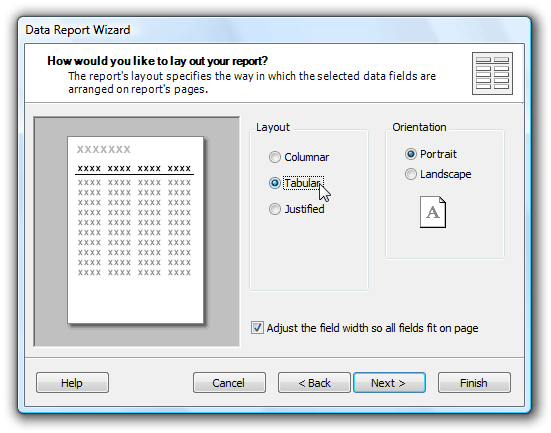 Data Report Wizard
How would you like to lay out your report?
The report's layout specifies the way in which the selected data fields are
arranged on report's pages.
XXXXXXX
XXXX XXXX XXXX XXXX
XXXX XXXX XXXX XXXX
XXXX XXXX XXXX XXXX
XXXX XXXX XXXX XXXX
XXXX XXXX XXXX XXXX
XXXX XXXX XXXX XXXX
XXXX XXXX XXXX XXXX
XXXX XXXX XXXX XXXX
XXXX XXXX XXXX XXXX
Layout
Columnar
Tabular
Justified
Orientation
Portrait
Landscape
A
Adjust the field width so all fields fit on page
Help
Cancel
< Back
Next >
Finish